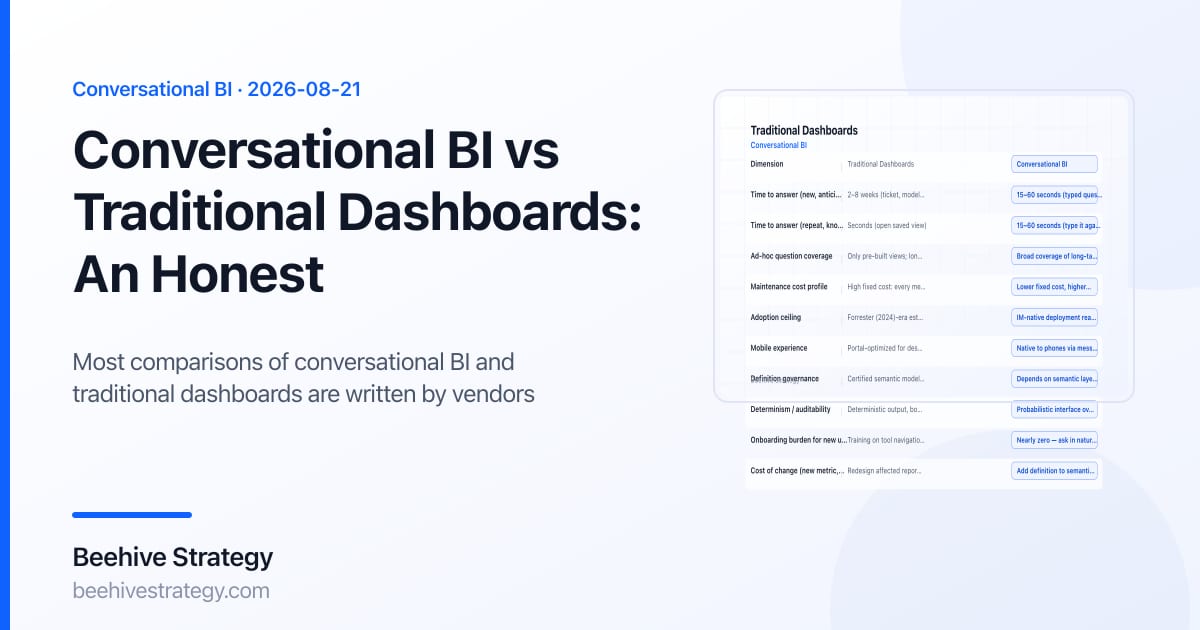 Conversational BI · 2026-08-21
Conversational BI vs
Traditional Dashboards:
An Honest
Most comparisons of conversational BI and
traditional dashboards are written by vendors
Beehive Strategy
beehivestrategy.com
Traditional Dashboards
Conversational BI
Dimension Traditional Dashboards Conversational BI
Time to answer (new, antici... 2–8 weeks (ticket, model... 15–60 seconds (typed ques...
Time to answer (repeat, kno... Seconds (open saved view) 15–60 seconds (type it aga...
Ad-hoc question coverage Only pre-built views; lon... Broad coverage of long-ta...
Maintenance cost profile High fixed cost: every me... Lower fixed cost, higher...
Adoption ceiling Forrester (2024)-era est... IM-native deployment rea...
Mobile experience Portal-optimized for des... Native to phones via mess...
Definition governance Certified semantic model... Depends on semantic laye...
Determinism / auditability Deterministic output, bo... Probabilistic interface ov...
Onboarding burden for new u... Training on tool navigatio... Nearly zero — ask in natur...
Cost of change (new metric,... Redesign affected repor... Add definition to semanti...